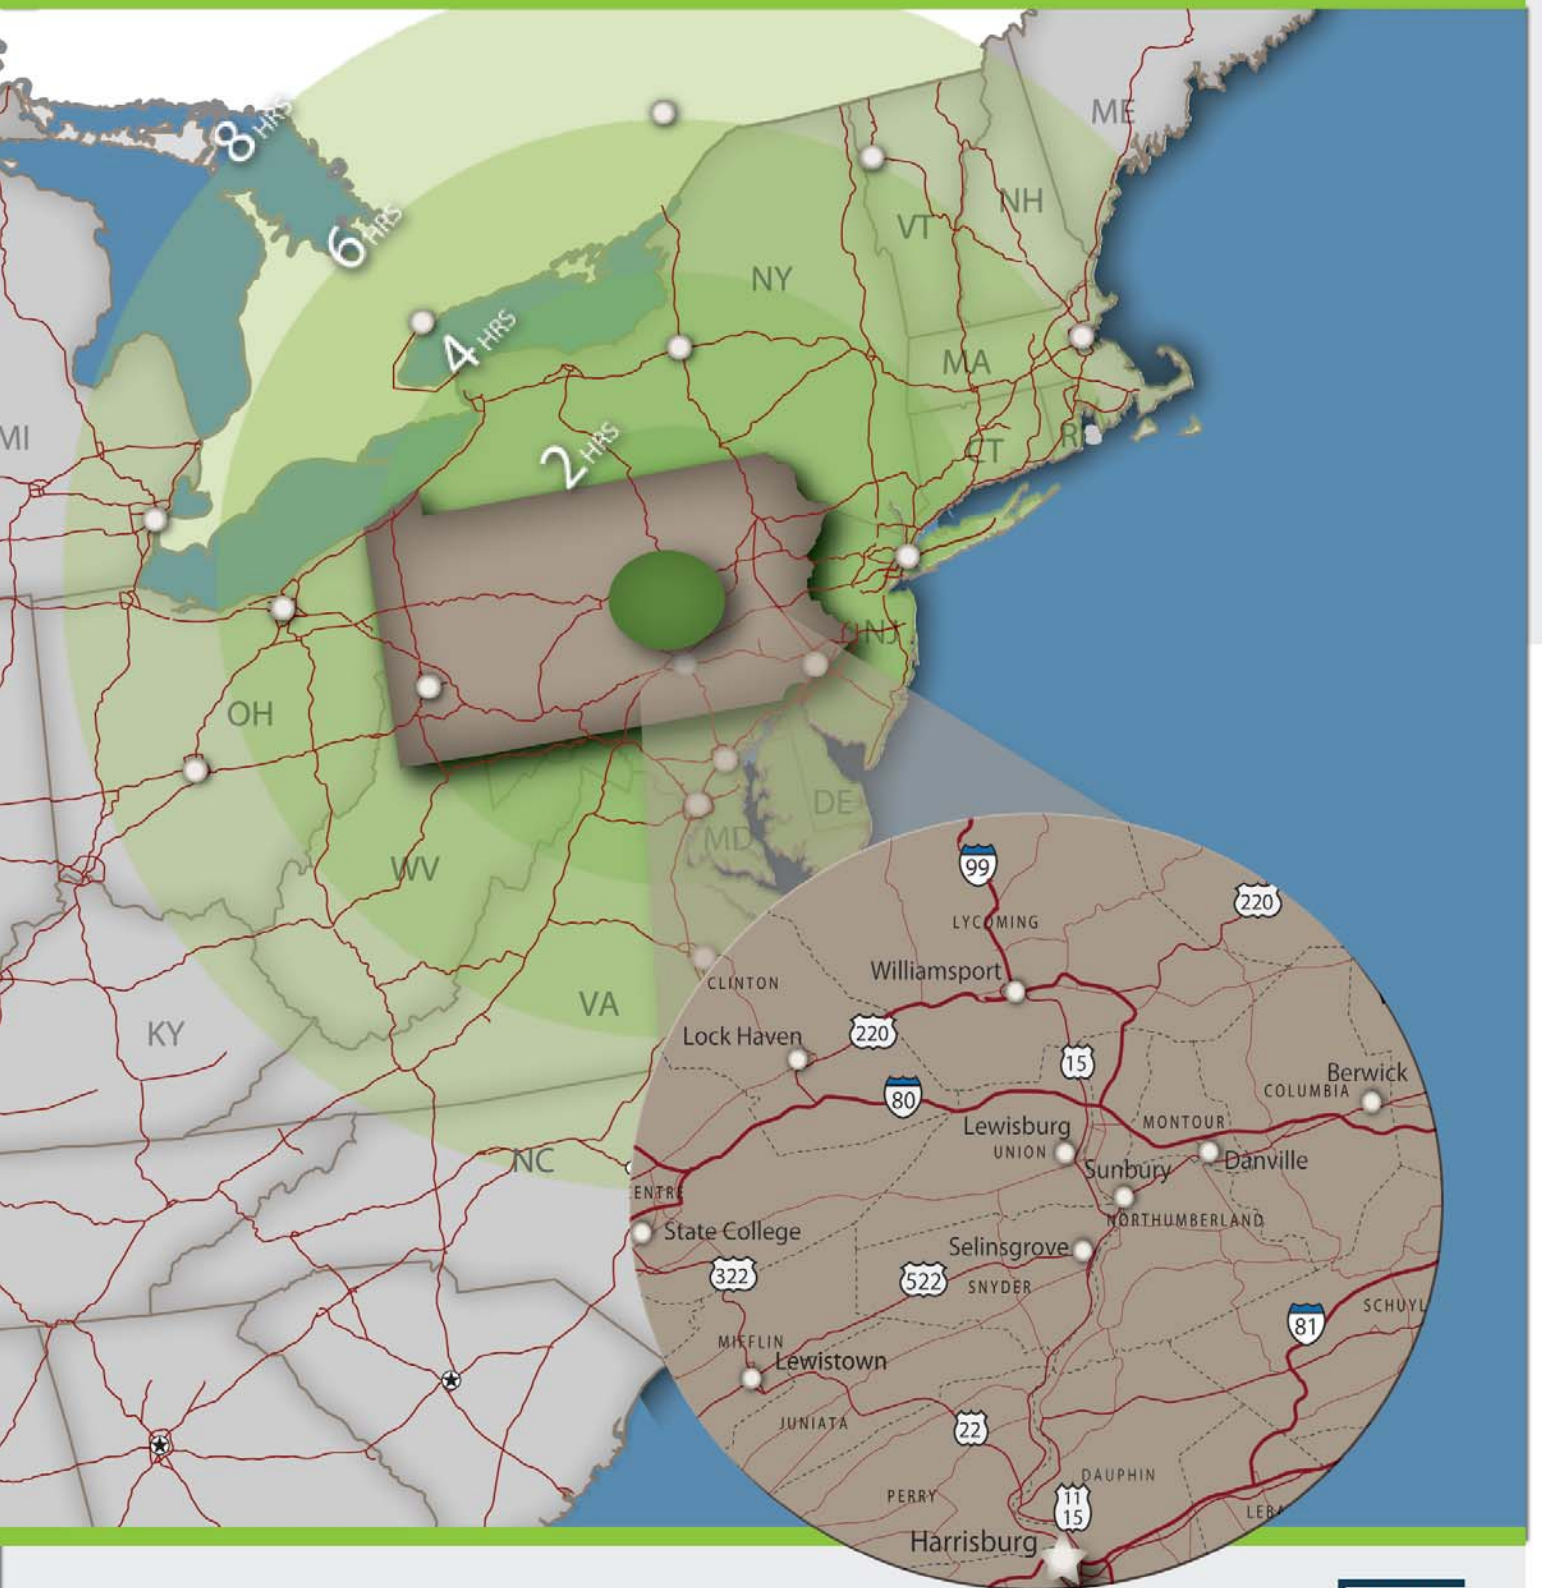 ME
8 HRS
NH
6 HRS
VT
NY
4 HRS
MA
MI
2 HRS
CT
NJ
OH
DE
MD
WV
99
220
LYCOMING
Williamsport
CLINTON
VA
KY
Lock Haven
220
15
Berwick
COLUMBIA
80
MONTOUR
Lewisburg
UNION
Danville
NC
Sunbury
ENTRE
NORTHUMBERLAND
State College
Selinsgrove
322
522
SNYDER
SCHUYL
81
MIFFLIN
Lewistown
JUNIATA
22
DAUPHIN
PERRY
11
15
LEBA
Harrisburg